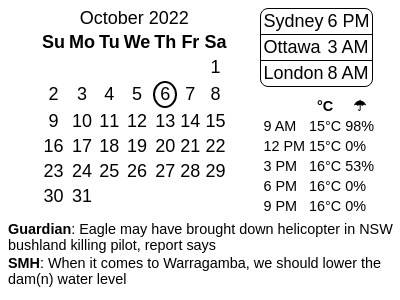 October 2022
Su Mo Tu We Th Fr Sa
1
2 3 4 5 6 7 8
9 10 11 12 13 14 15
16 17 18 19 20 21 22
23 24 25 26 27 28 29
30 31
Sydney 6 PM
Ottawa 3 AM
London 8 AM
°C ☂
9 AM 15°C 98%
12 PM 15°C 0%
3 PM 16°C 53%
6 PM 16°C 0%
9 PM 16°C 0%
Guardian: Eagle may have brought down helicopter in NSW
bushland killing pilot, report says
SMH: When it comes to Warragamba, we should lower the
dam(n) water level